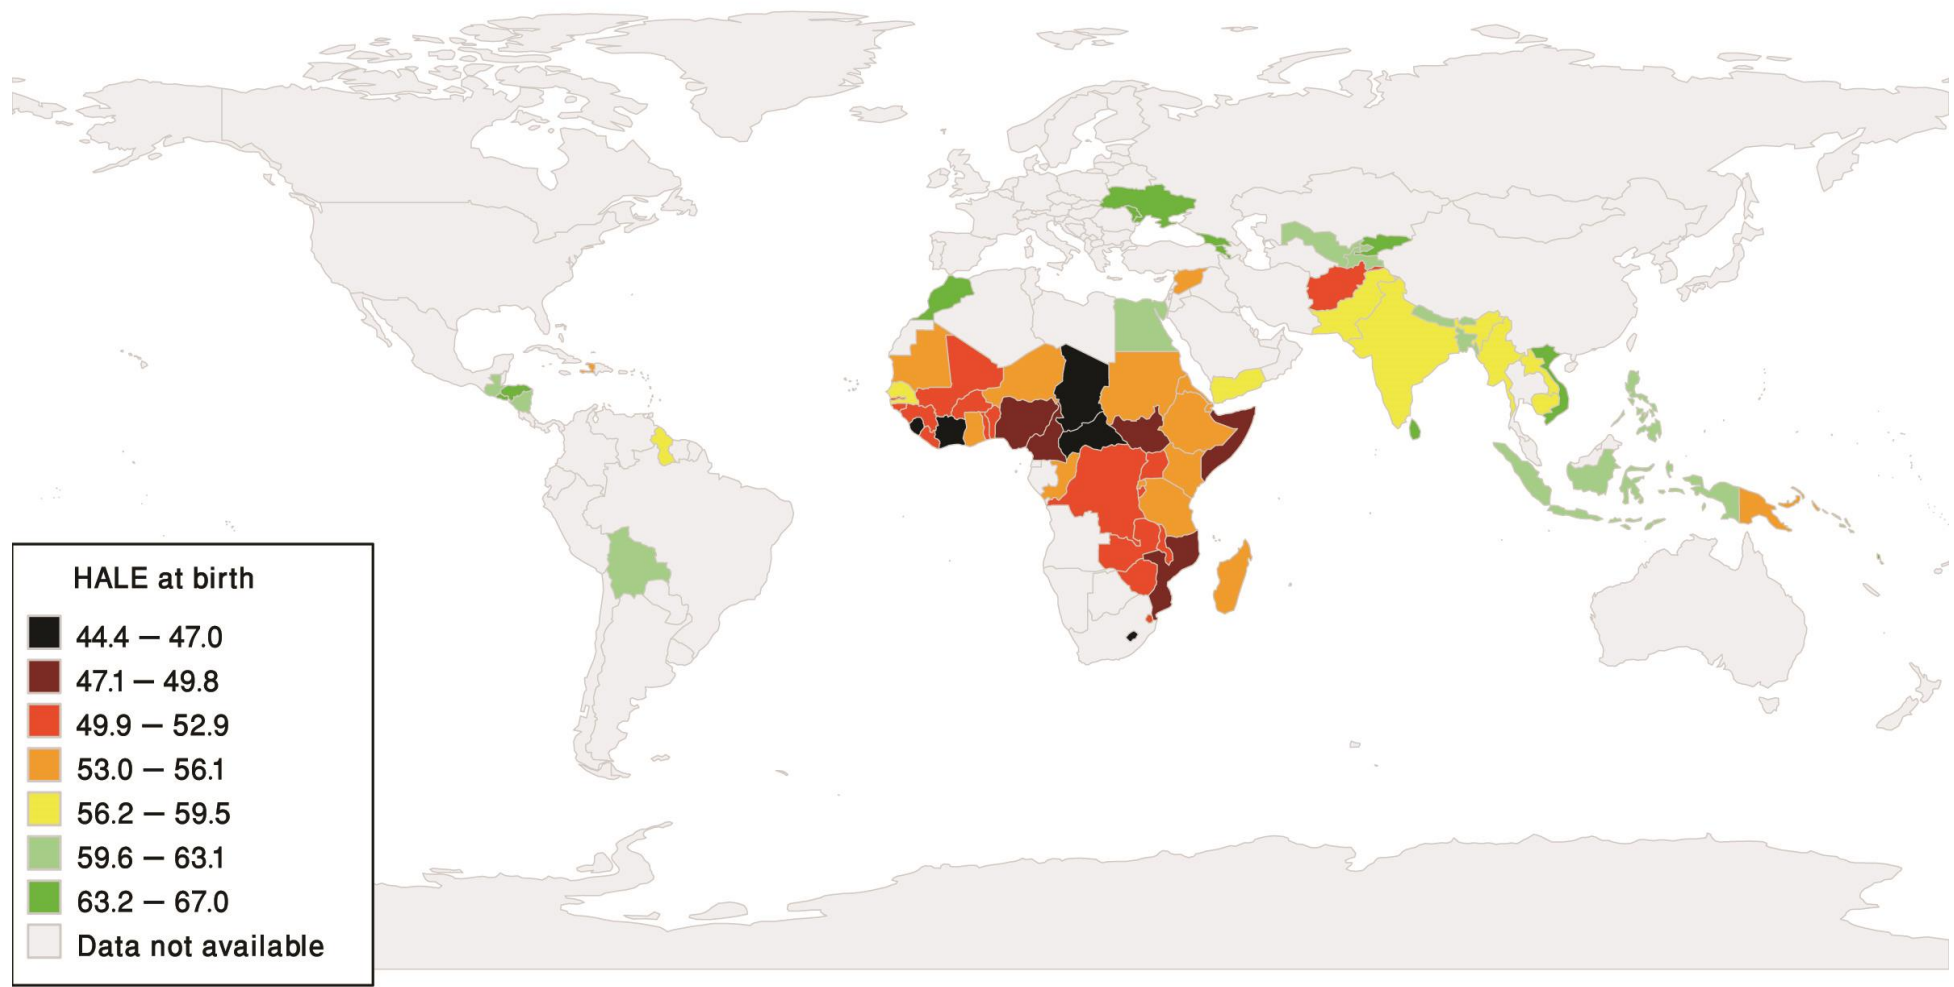 HALE at birth
44.4 – 47.0
47.1 – 49.8
49.9 – 52.9
53.0 – 56.1
56.2 – 59.5
59.6 – 63.1
63.2 – 67.0
Data not available